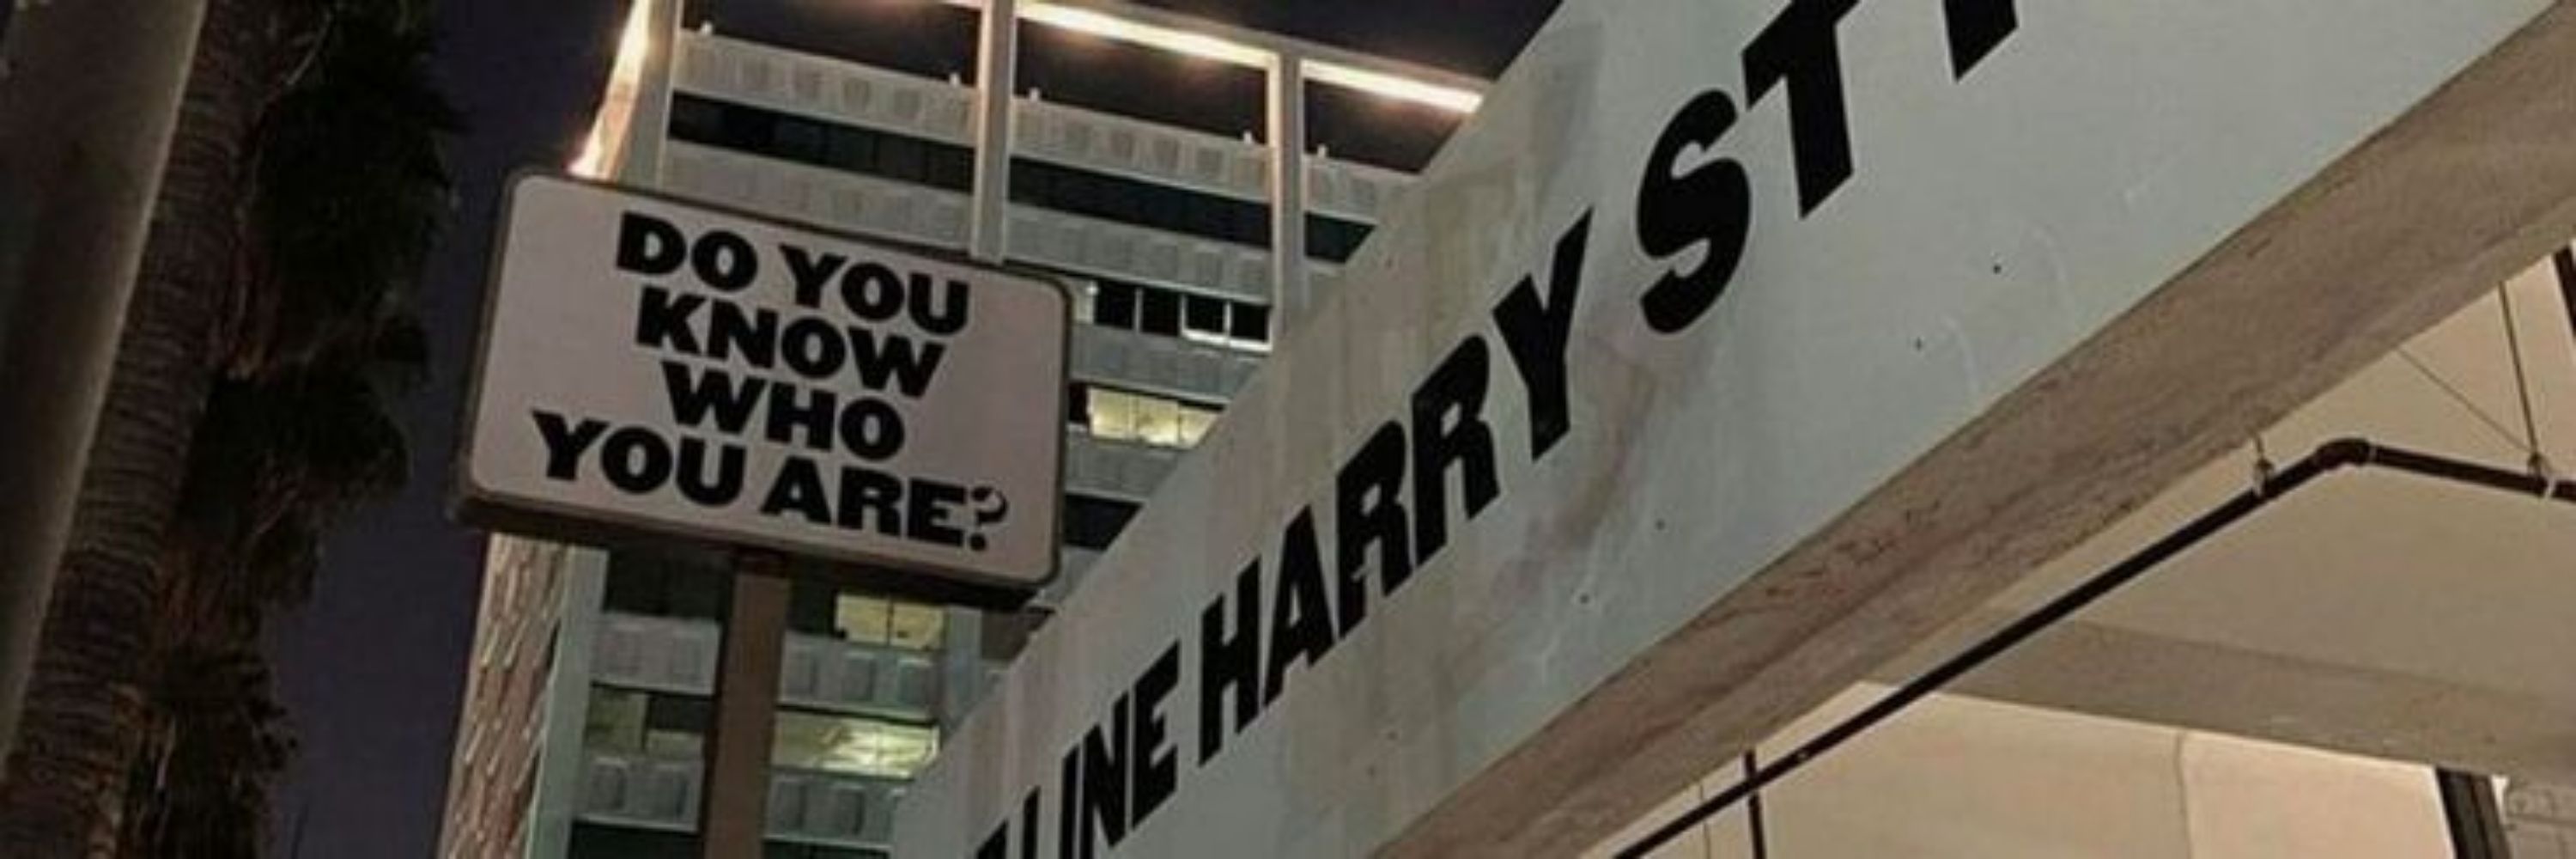 DO YOU
KNOW
WHO
YOU ARE?
LINE HARRY ST